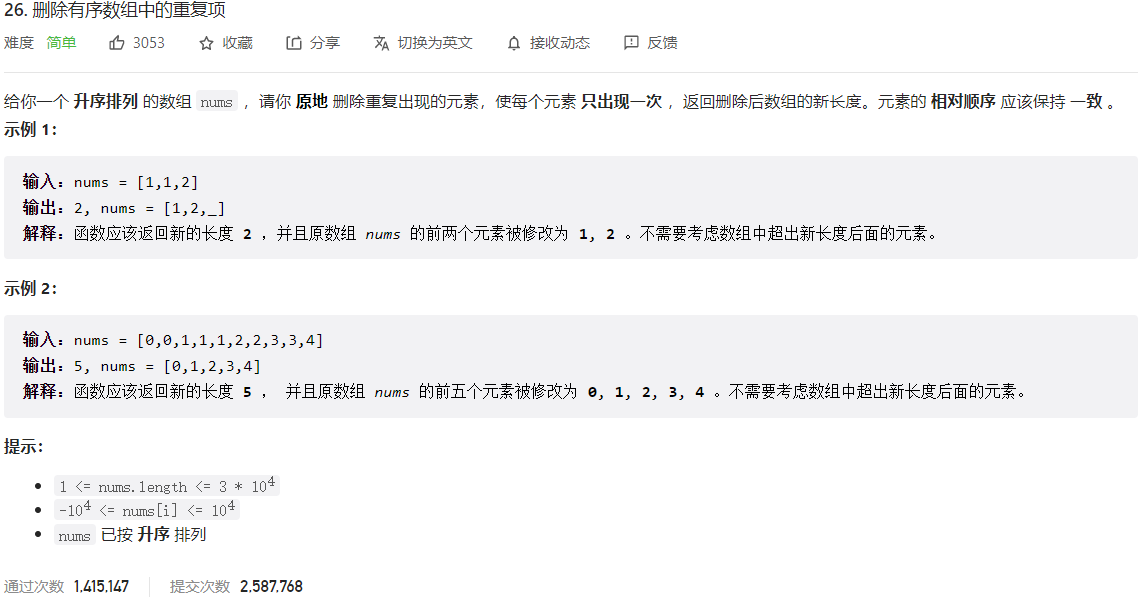 26. 删除有序数组中的重复项
难度 简单 3053 收藏 分享 切换为英文 接收动态 反馈
给你一个 升序排列 的数组 nums ，请你 原地 删除重复出现的元素，使每个元素 只出现一次 ，返回删除后数组的新长度。元素的 相对顺序 应该保持 一致 。
示例 1：
输入：nums = [1,1,2]
输出：2, nums = [1,2,_]
解释：函数应该返回新的长度 2 ，并且原数组 nums 的前两个元素被修改为 1, 2 。不需要考虑数组中超出新长度后面的元素。
示例 2：
输入：nums = [0,0,1,1,1,2,2,3,3,4]
输出：5, nums = [0,1,2,3,4]
解释：函数应该返回新的长度 5 ， 并且原数组 nums 的前五个元素被修改为 0, 1, 2, 3, 4 。不需要考虑数组中超出新长度后面的元素。
提示：
• 1 <= nums.length <= 3 * 10⁴
• -10⁴ <= nums[i] <= 10⁴
• nums 已按 升序 排列
通过次数 1,415,147 提交次数 2,587,768